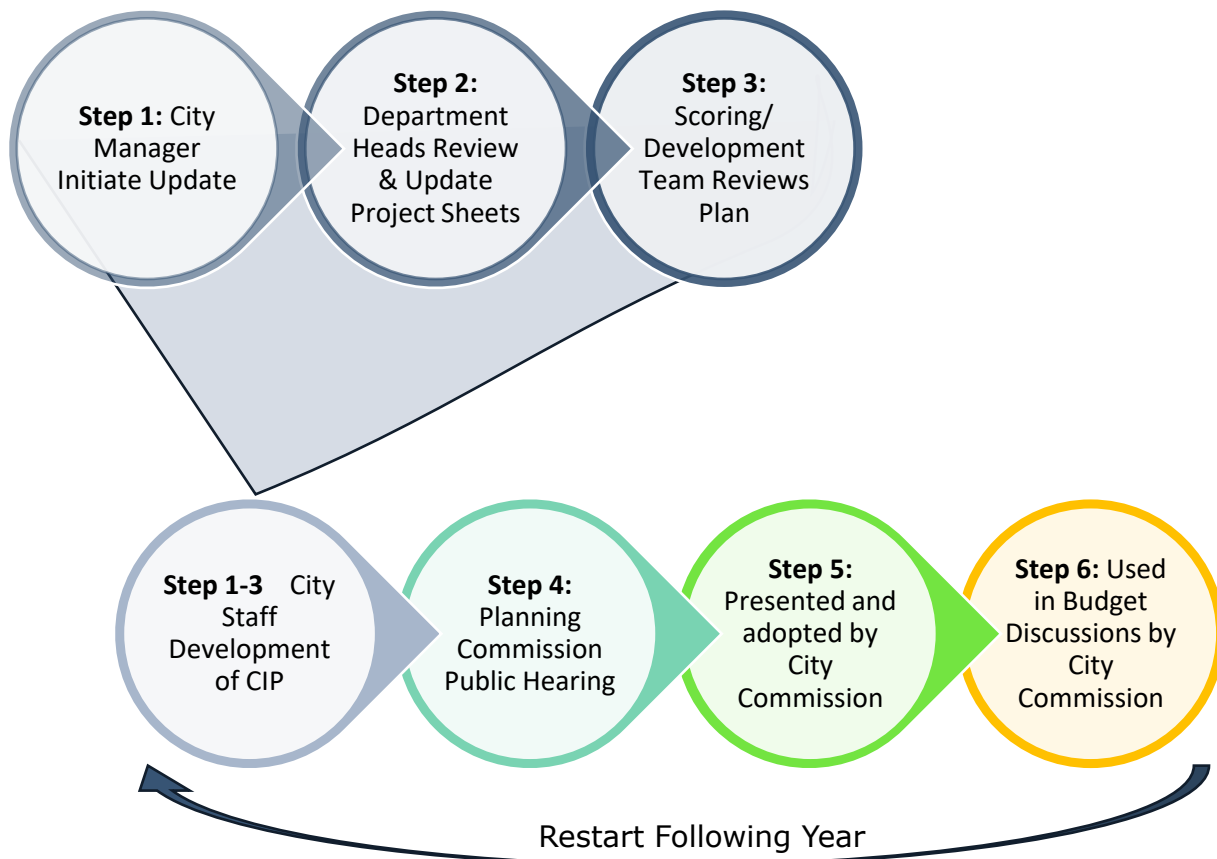 Step 1: City
Manager
Initiate Update
Step 2:
Department
Heads Review
& Update
Project Sheets
Step 3:
Scoring/
Development
Team Reviews
Plan
Step 1-3 City
Staff
Development
of CIP
Step 4:
Planning
Commission
Public Hearing
Step 5:
Presented and
adopted by
City
Commission
Step 6: Used
in Budget
Discussions by
City
Commission
Restart Following Year